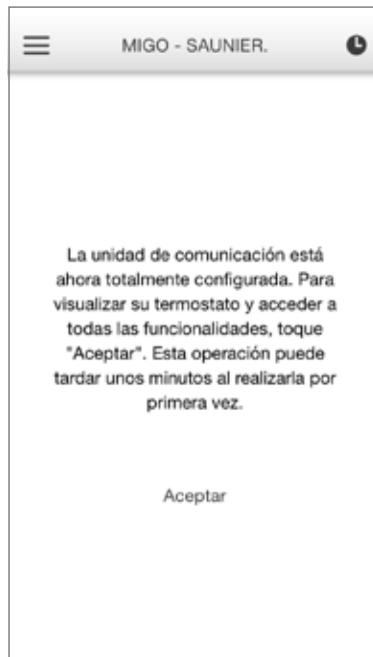 MIGO - SAUNIER.
La unidad de comunicación está
ahora totalmente configurada. Para
visualizar su termostato y acceder a
todas las funcionalidades, toque
"Aceptar". Esta operación puede
tardar unos minutos al realizarla por
primera vez.
Aceptar